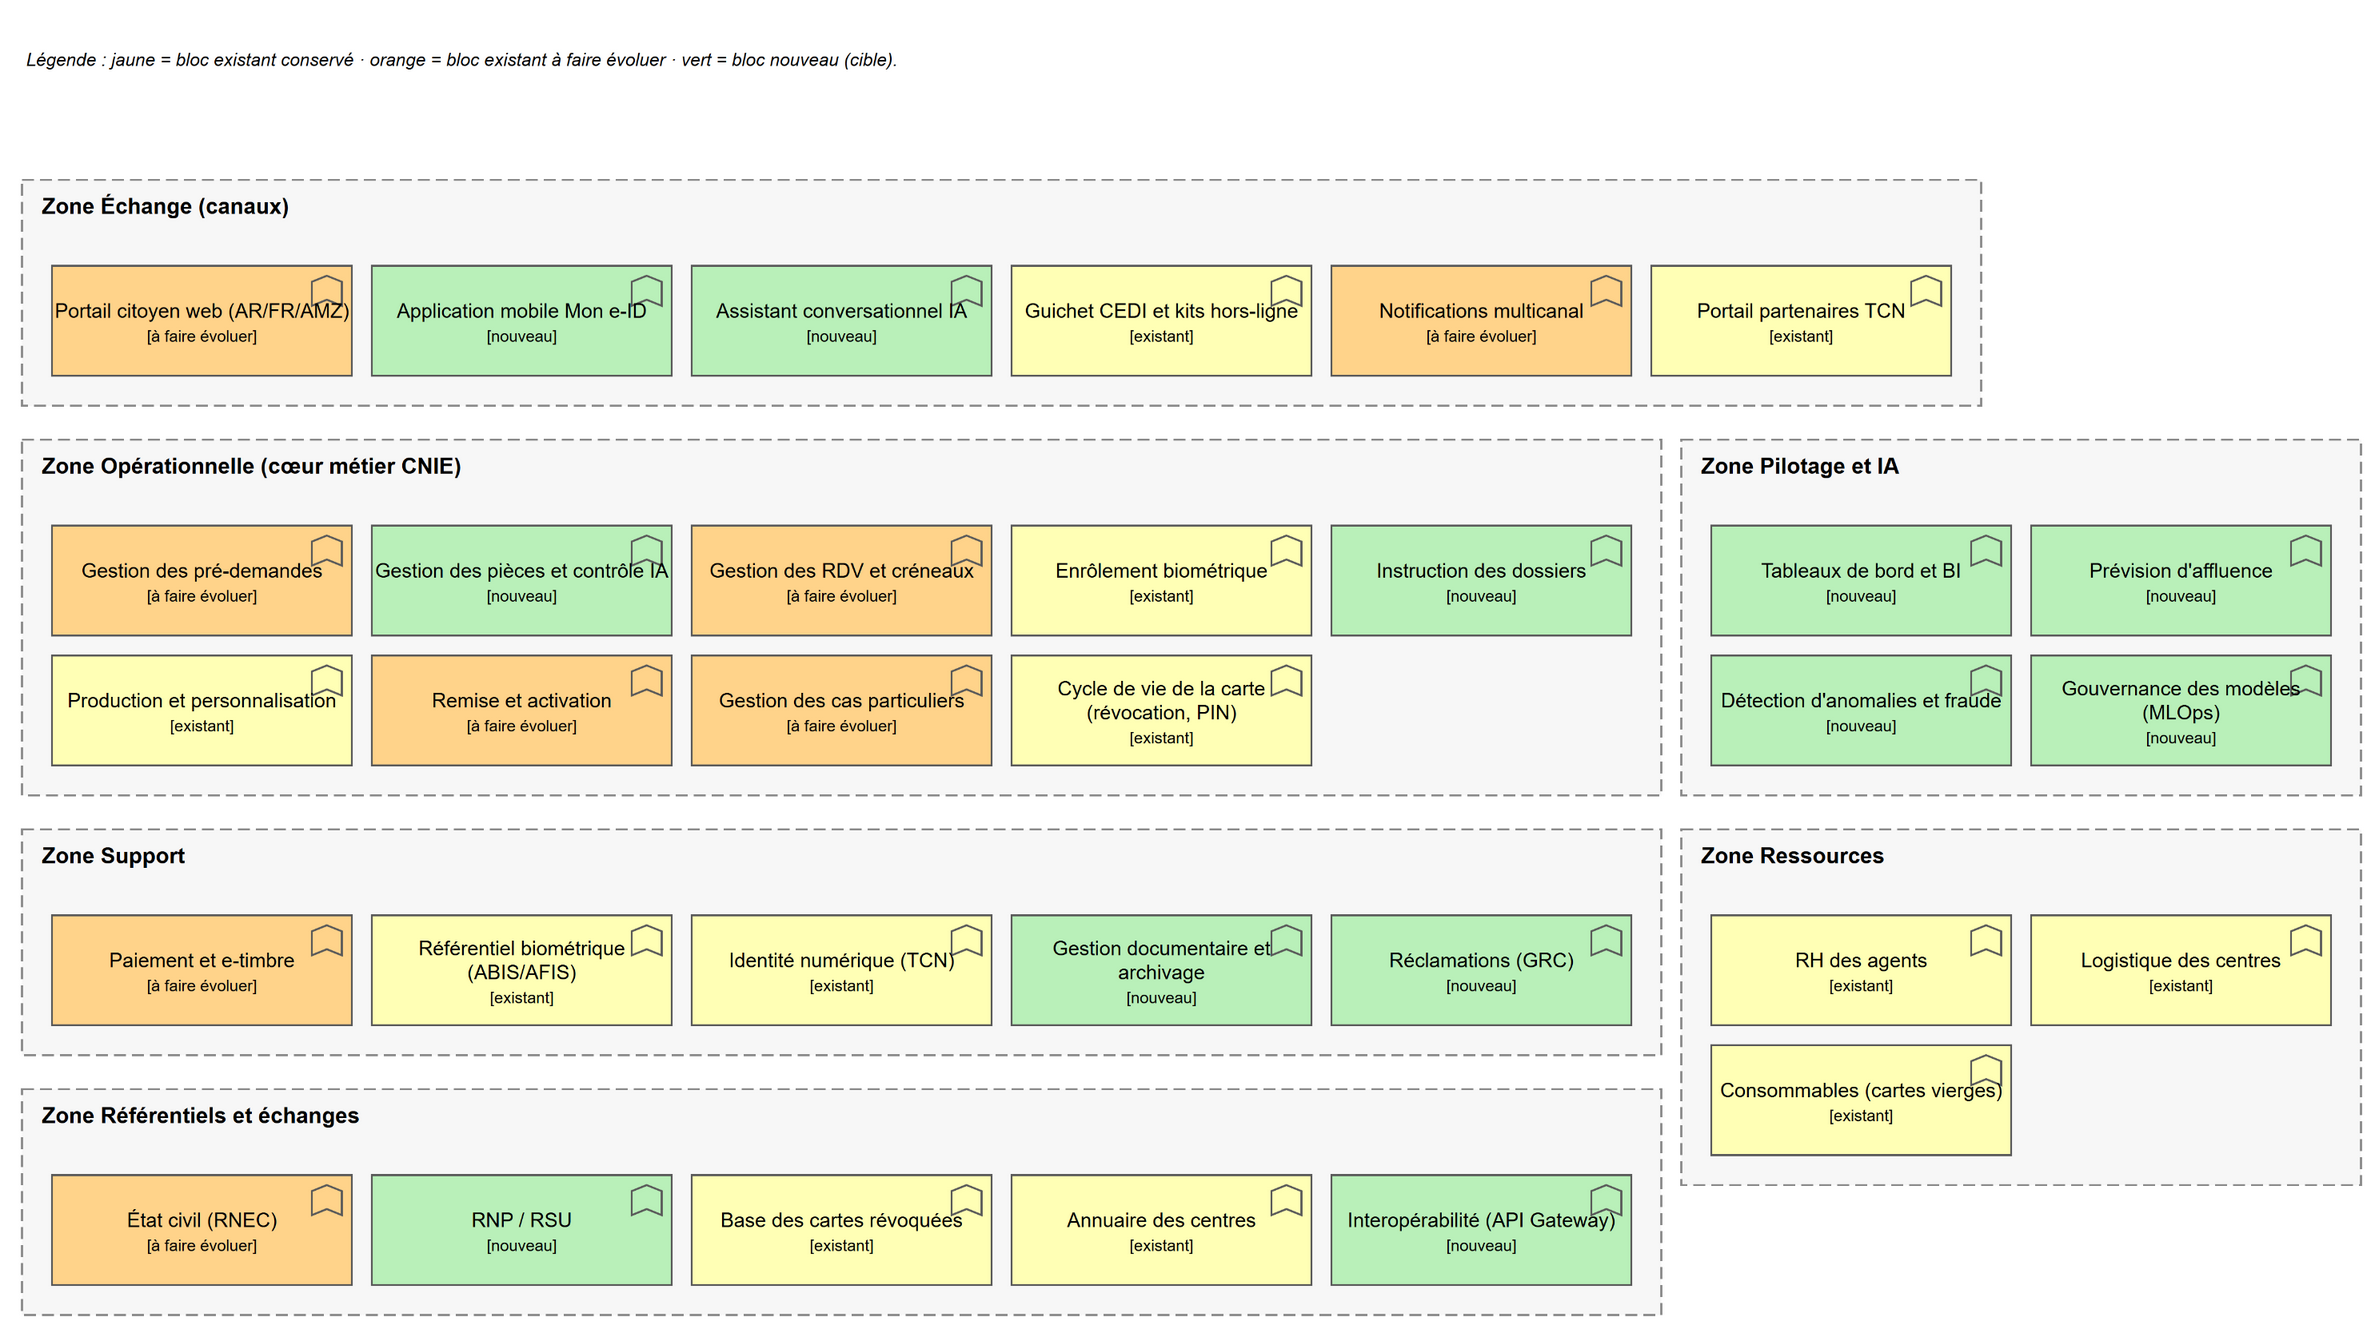 Légende : jaune = bloc existant conservé · orange = bloc existant à faire évoluer · vert = bloc nouveau (cible).
Zone Échange (canaux)
Portail citoyen web (AR/FR/AMZ)
[à faire évoluer]
Application mobile Mon e-ID
[nouveau]
Assistant conversationnel IA
[nouveau]
Guichet CEDI et kits hors-ligne
[existant]
Notifications multicanal
[à faire évoluer]
Portail partenaires TCN
[existant]
Zone Opérationnelle (cœur métier CNIE)
Gestion des pré-demandes
[à faire évoluer]
Gestion des pièces et contrôle IA
[nouveau]
Gestion des RDV et créneaux
[à faire évoluer]
Enrôlement biométrique
[existant]
Instruction des dossiers
[nouveau]
Production et personnalisation
[existant]
Remise et activation
[à faire évoluer]
Gestion des cas particuliers
[à faire évoluer]
Cycle de vie de la carte
(révocation, PIN)
[existant]
Zone Pilotage et IA
Tableaux de bord et BI
[nouveau]
Prévision d'affluence
[nouveau]
Détection d'anomalies et fraude
[nouveau]
Gouvernance des modèles
(MLOps)
[nouveau]
Zone Support
Paiement et e-timbre
[à faire évoluer]
Référentiel biométrique
(ABIS/AFIS)
[existant]
Identité numérique (TCN)
[existant]
Gestion documentaire et
archivage
[nouveau]
Réclamations (GRC)
[nouveau]
Zone Ressources
RH des agents
[existant]
Logistique des centres
[existant]
Consommables (cartes vierges)
[existant]
Zone Référentiels et échanges
État civil (RNEC)
[à faire évoluer]
RNP / RSU
[nouveau]
Base des cartes révoquées
[existant]
Annuaire des centres
[existant]
Interopérabilité (API Gateway)
[nouveau]